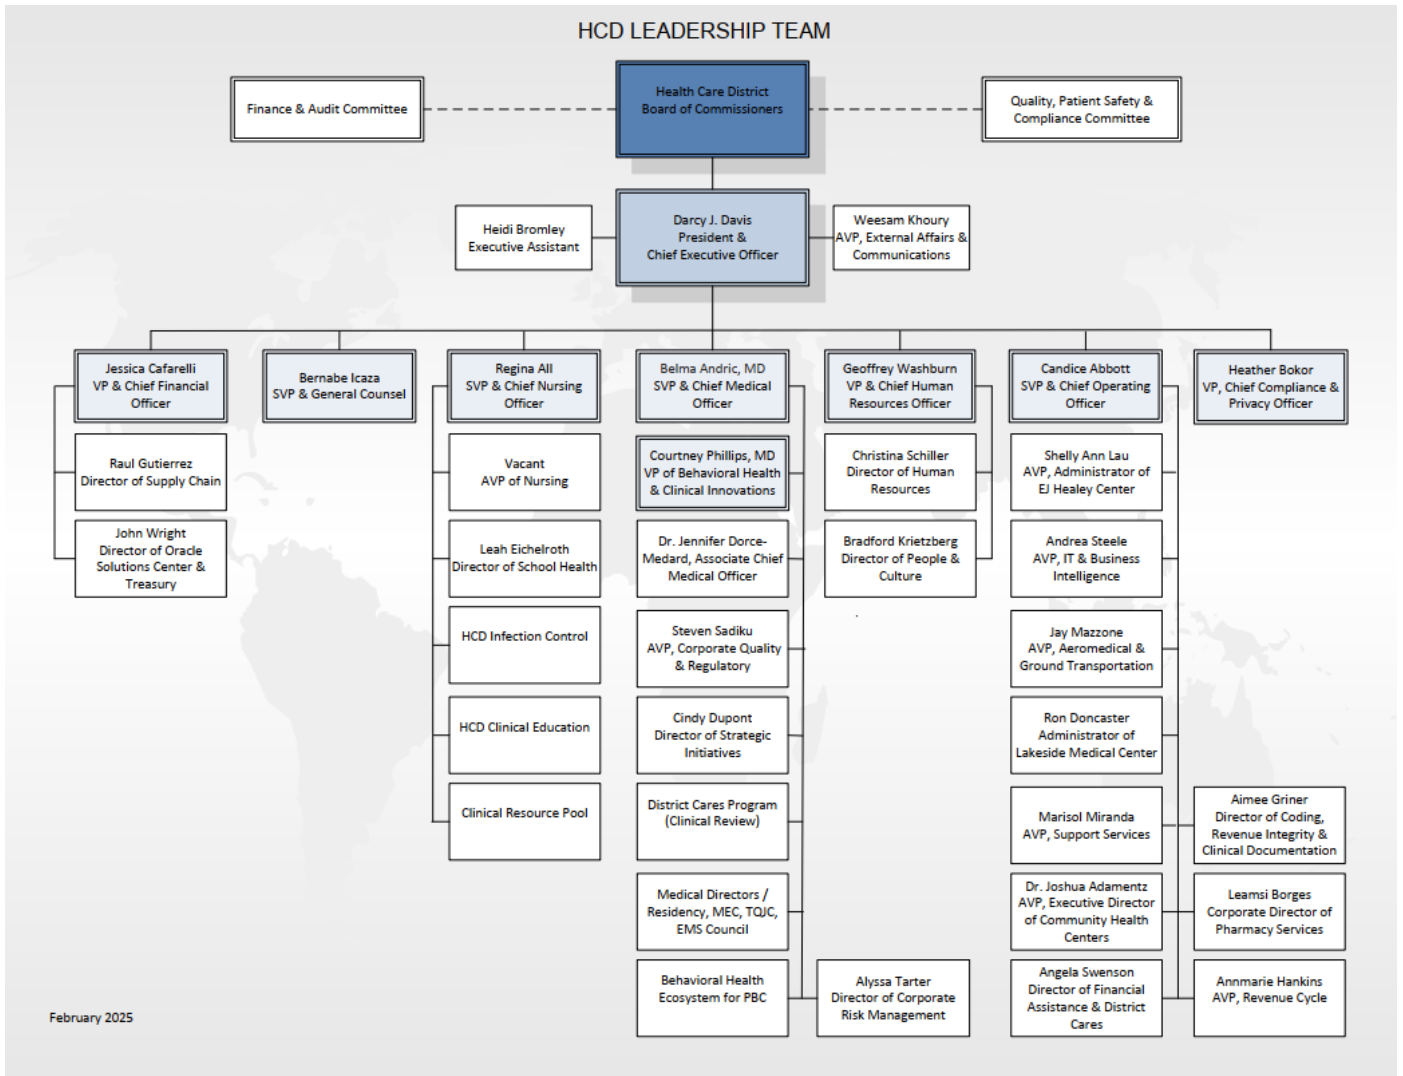 HCD LEADERSHIP TEAM
Finance & Audit Committee
Health Care District
Board of Commissioners
Quality, Patient Safety &
Compliance Committee
Heidi Bromley
Executive Assistant
Darcy J. Davis
President &
Chief Executive Officer
Weesam Khoury
AVP, External Affairs &
Communications
Jessica Cafarelli
VP & Chief Financial
Officer
Bernabe Icaza
SVP & General Counsel
Regina All
SVP & Chief Nursing
Officer
Belma Andric, MD
SVP & Chief Medical
Officer
Geoffrey Washburn
VP & Chief Human
Resources Officer
Candice Abbott
SVP & Chief Operating
Officer
Heather Bokor
VP, Chief Compliance &
Privacy Officer
Raul Gutierrez
Director of Supply Chain
John Wright
Director of Oracle
Solutions Center &
Treasury
Vacant
AVP of Nursing
Leah Eichelroth
Director of School Health
HCD Infection Control
HCD Clinical Education
Clinical Resource Pool
Courtney Phillips, MD
VP of Behavioral Health
& Clinical Innovations
Dr. Jennifer Dorce-
Medard, Associate Chief
Medical Officer
Steven Sadiku
AVP, Corporate Quality
& Regulatory
Cindy Dupont
Director of Strategic
Initiatives
District Cares Program
(Clinical Review)
Medical Directors /
Residency, MEC, TQJC,
EMS Council
Behavioral Health
Ecosystem for PBC
Alyssa Tarter
Director of Corporate
Risk Management
Christina Schiller
Director of Human
Resources
Bradford Krietzberg
Director of People &
Culture
Shelly Ann Lau
AVP, Administrator of
EJ Healey Center
Andrea Steele
AVP, IT & Business
Intelligence
Jay Mazzone
AVP, Aeromedical &
Ground Transportation
Ron Doncaster
Administrator of
Lakeside Medical Center
Marisol Miranda
AVP, Support Services
Dr. Joshua Adamentz
AVP, Executive Director
of Community Health
Centers
Angela Swenson
Director of Financial
Assistance & District
Cares
Aimee Griner
Director of Coding,
Revenue Integrity &
Clinical Documentation
Leamsi Borges
Corporate Director of
Pharmacy Services
Annmarie Hankins
AVP, Revenue Cycle
February 2025